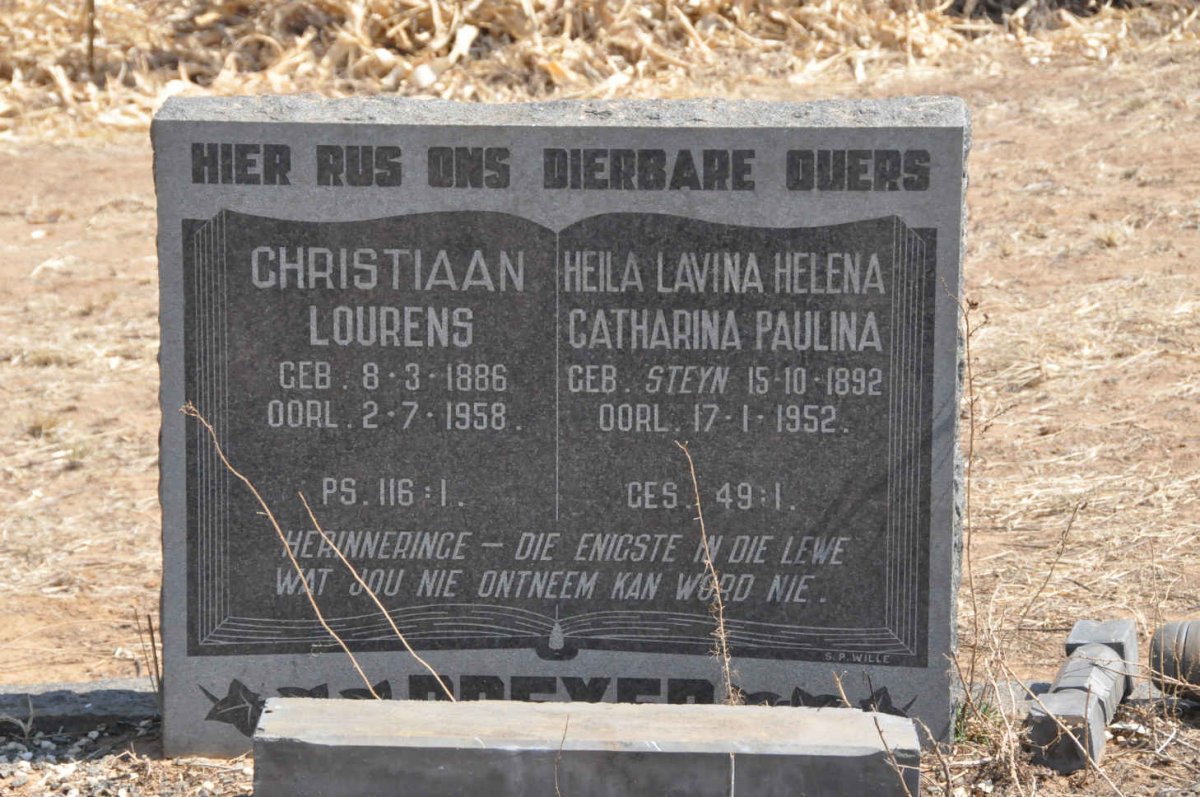 HIER RUS ONS DIERBARE OUERS
CHRISTIAAN
LOURENS
GEB. 8·3·1886
OORL. 2·7·1958.
PS. 116:1.
HEILA LAVINA HELENA
CATHARINA PAULINA
GEB. STEYN 15·10·1892
OORL. 17·1·1952.
GES. 49:1.
HERINNERINGE – DIE ENIGSTE IN DIE LEWE
WAT JOU NIE ONTNEEM KAN WORD NIE.
S.P. WILLE
DREYER